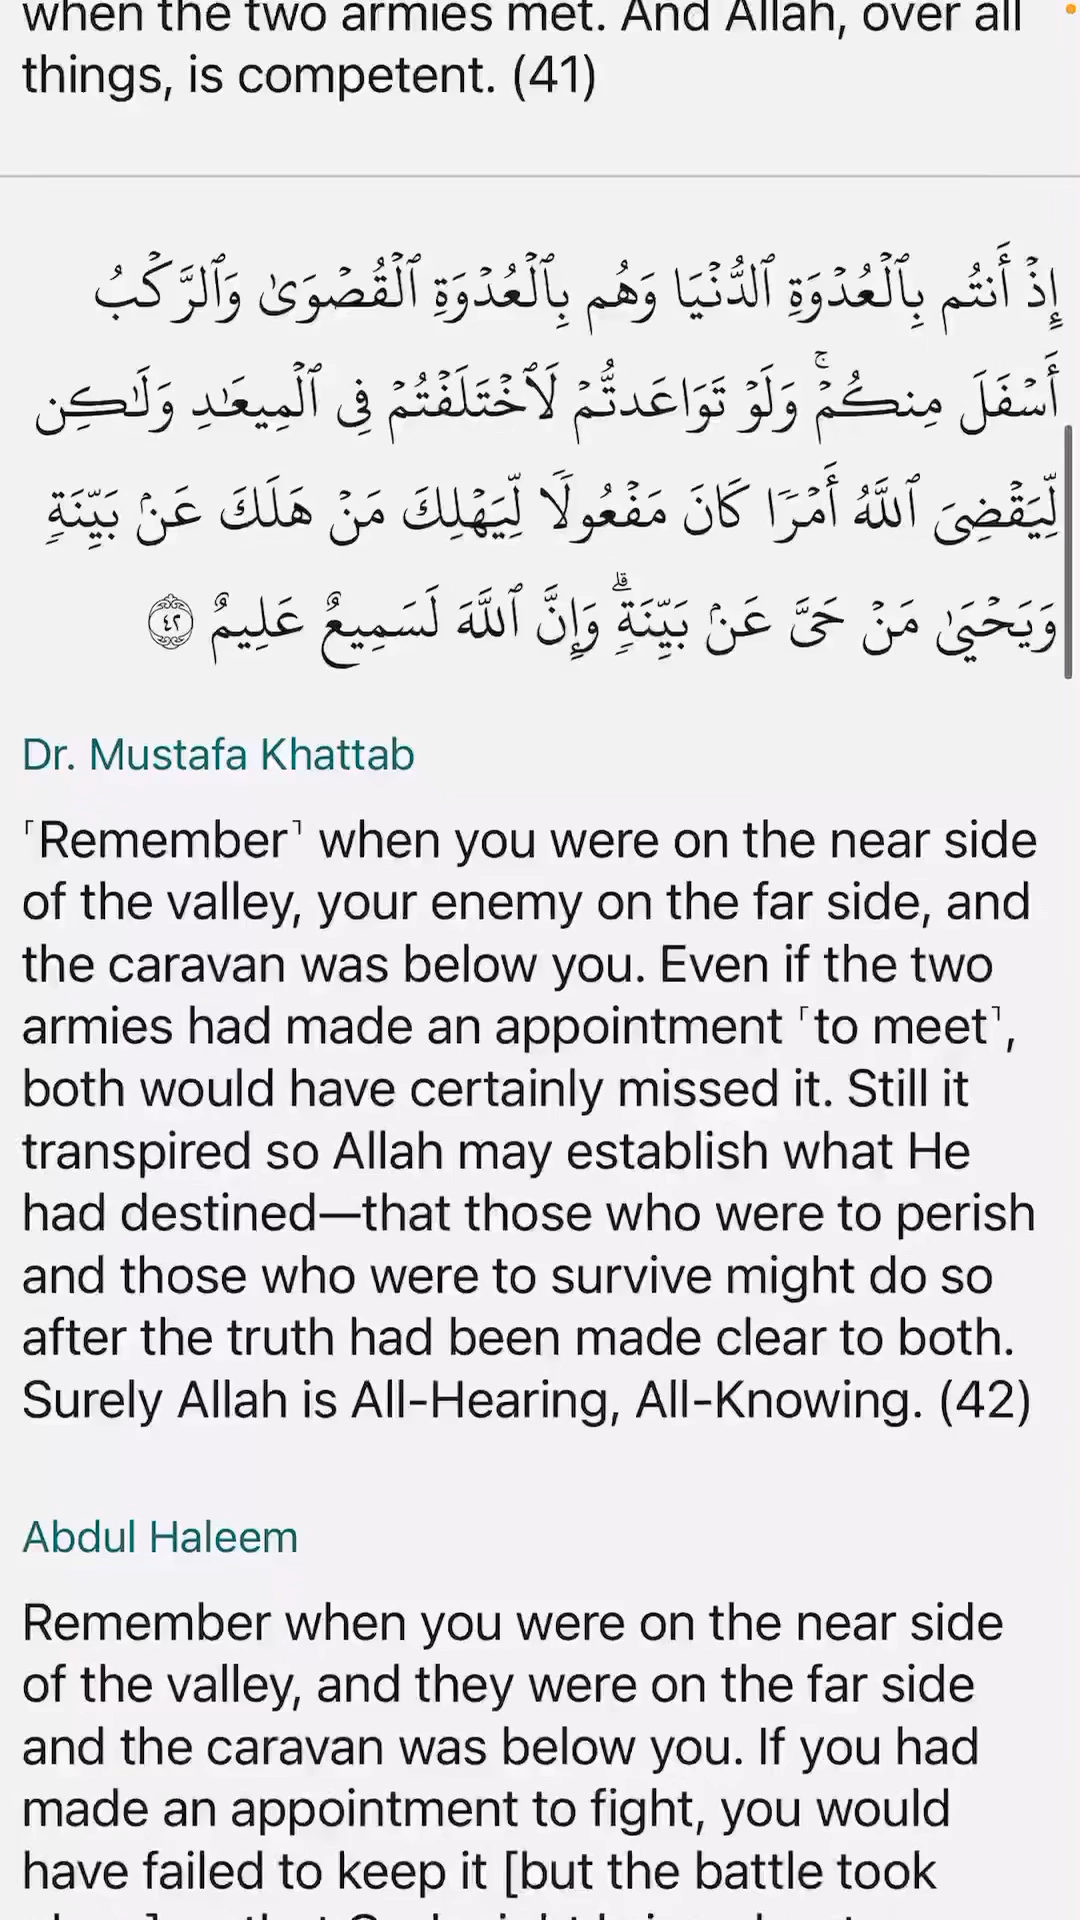 when the two armies met. And Allah, over all
things, is competent. (41)
إِذۡ أَنتُم بِٱلۡعُدۡوَةِ ٱلدُّنۡيَا وَهُم بِٱلۡعُدۡوَةِ ٱلۡقُصۡوَىٰ وَٱلرَّكۡبُ
أَسۡفَلَ مِنكُمۡۚ وَلَوۡ تَوَاعَدتُّمۡ لَٱخۡتَلَفۡتُمۡ فِي ٱلۡمِيعَٰدِ وَلَٰكِن
لِّيَقۡضِيَ ٱللَّهُ أَمۡرٗا كَانَ مَفۡعُولٗا لِّيَهۡلِكَ مَنۡ هَلَكَ عَنۢ بَيِّنَةٖ
وَيَحۡيَىٰ مَنۡ حَيَّ عَنۢ بَيِّنَةٖۗ وَإِنَّ ٱللَّهَ لَسَمِيعٌ عَلِيمٌ ٤٢
Dr. Mustafa Khattab
˹Remember˺ when you were on the near side
of the valley, your enemy on the far side, and
the caravan was below you. Even if the two
armies had made an appointment ˹to meet˺,
both would have certainly missed it. Still it
transpired so Allah may establish what He
had destined—that those who were to perish
and those who were to survive might do so
after the truth had been made clear to both.
Surely Allah is All-Hearing, All-Knowing. (42)
Abdul Haleem
Remember when you were on the near side
of the valley, and they were on the far side
and the caravan was below you. If you had
made an appointment to fight, you would
have failed to keep it [but the battle took